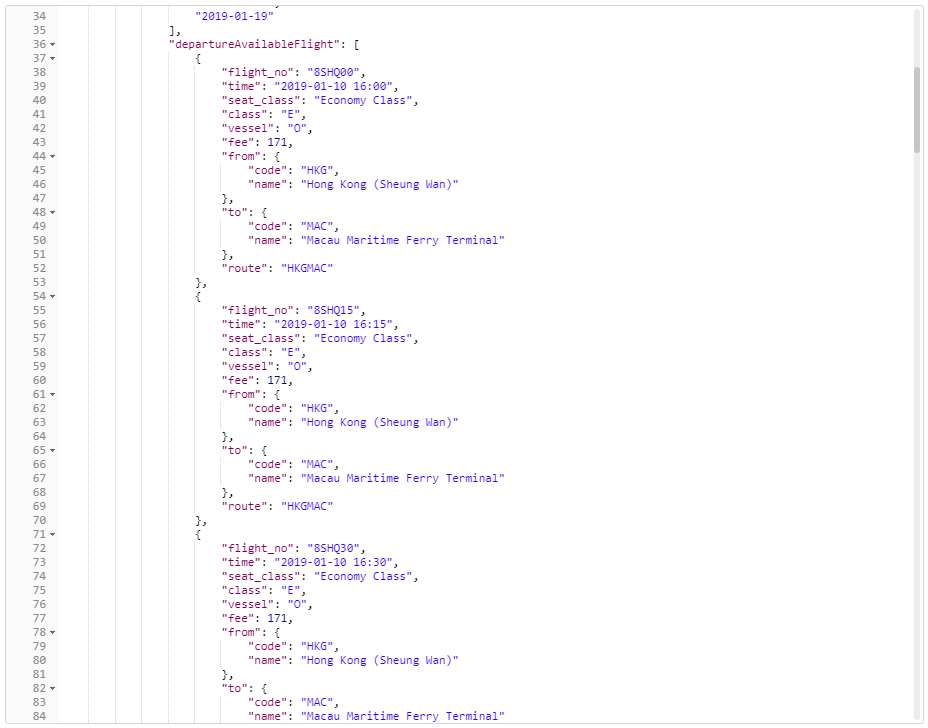 34 "2019-01-19"
35 ],
36 "departureAvailableFlight": [
37 {
38 "flight_no": "8SHQ00",
39 "time": "2019-01-10 16:00",
40 "seat_class": "Economy Class",
41 "class": "E",
42 "vessel": "O",
43 "fee": 171,
44 "from": {
45 "code": "HKG",
46 "name": "Hong Kong (Sheung Wan)"
47 },
48 "to": {
49 "code": "MAC",
50 "name": "Macau Maritime Ferry Terminal"
51 },
52 "route": "HKGMAC"
53 },
54 {
55 "flight_no": "8SHQ15",
56 "time": "2019-01-10 16:15",
57 "seat_class": "Economy Class",
58 "class": "E",
59 "vessel": "O",
60 "fee": 171,
61 "from": {
62 "code": "HKG",
63 "name": "Hong Kong (Sheung Wan)"
64 },
65 "to": {
66 "code": "MAC",
67 "name": "Macau Maritime Ferry Terminal"
68 },
69 "route": "HKGMAC"
70 },
71 {
72 "flight_no": "8SHQ30",
73 "time": "2019-01-10 16:30",
74 "seat_class": "Economy Class",
75 "class": "E",
76 "vessel": "O",
77 "fee": 171,
78 "from": {
79 "code": "HKG",
80 "name": "Hong Kong (Sheung Wan)"
81 },
82 "to": {
83 "code": "MAC",
84 "name": "Macau Maritime Ferry Terminal"